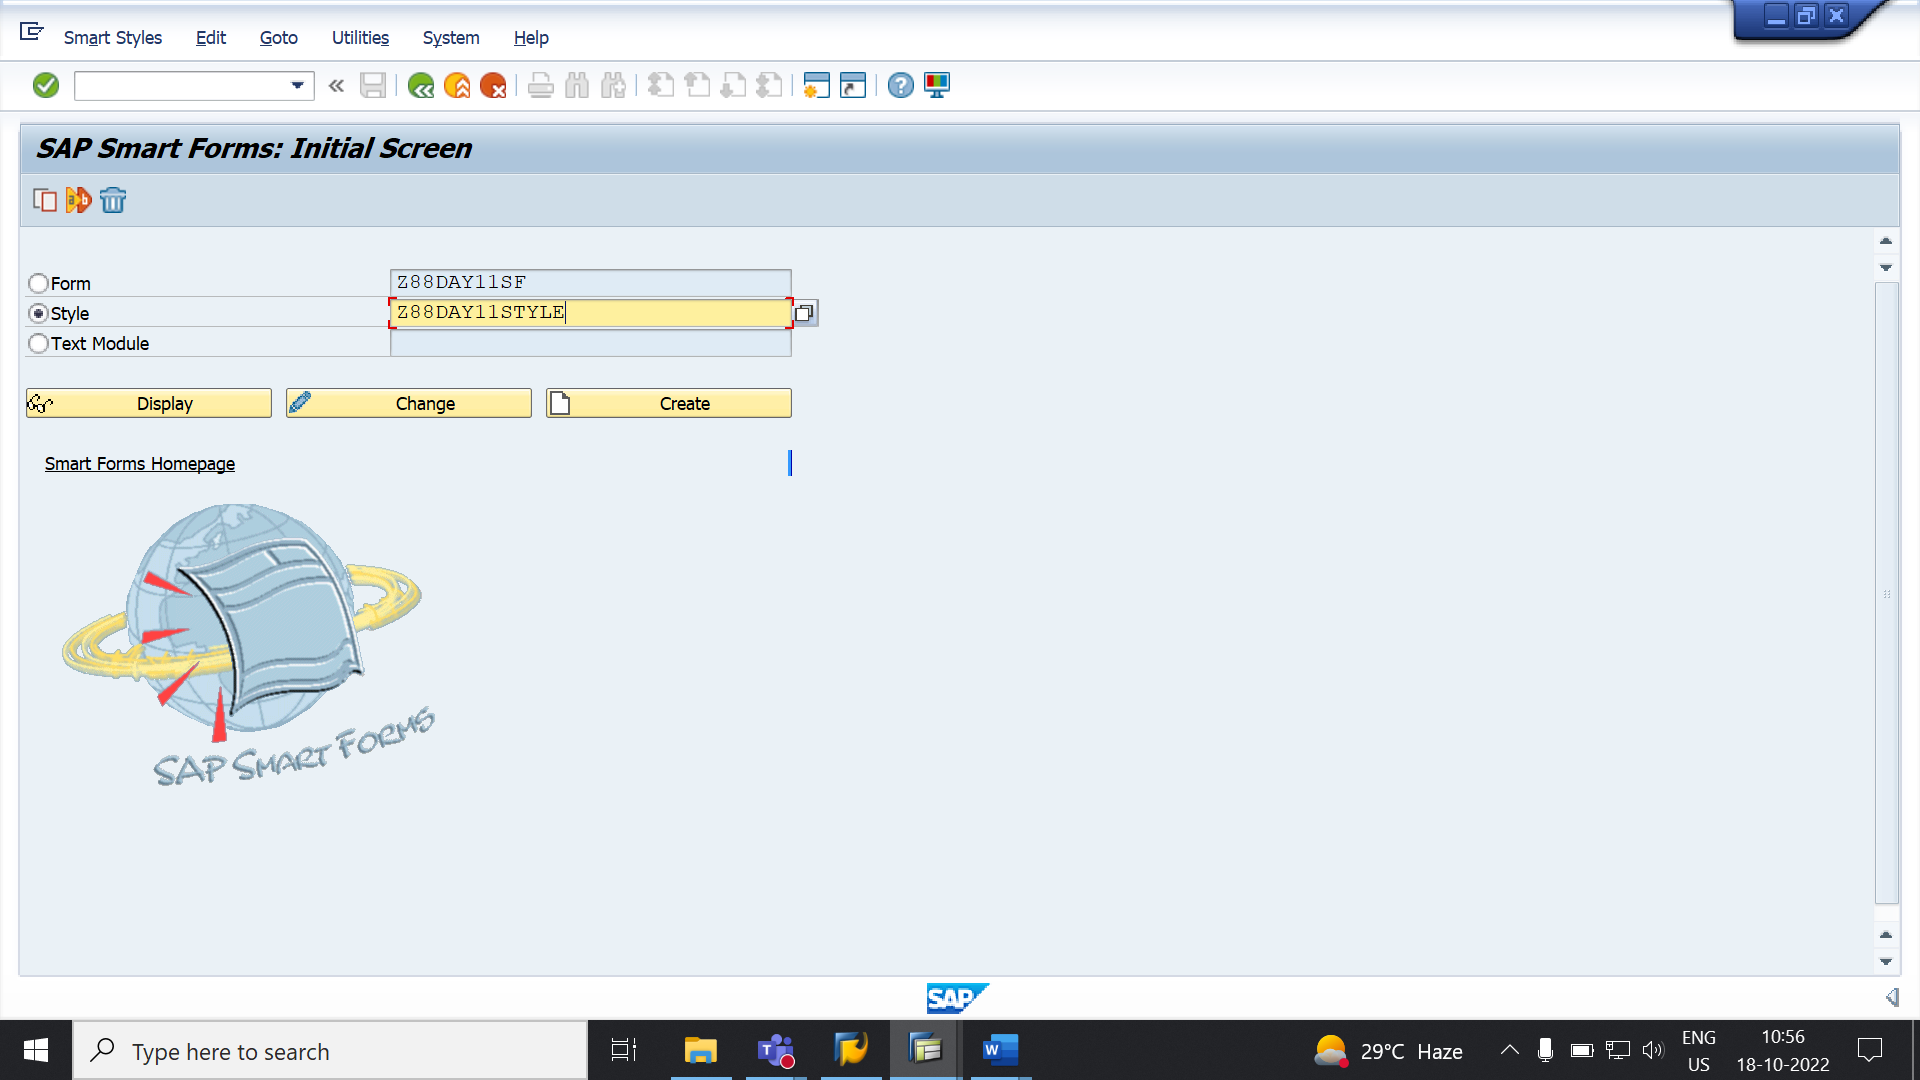 Smart Styles Edit Goto Utilities System Help
SAP Smart Forms: Initial Screen
Form Z88DAY11SF
Style Z88DAY11STYLE
Text Module
Display Change Create
Smart Forms Homepage
SAP SMART FORMS
SAP
Type here to search
29°C Haze
ENG
US
10:56
18-10-2022